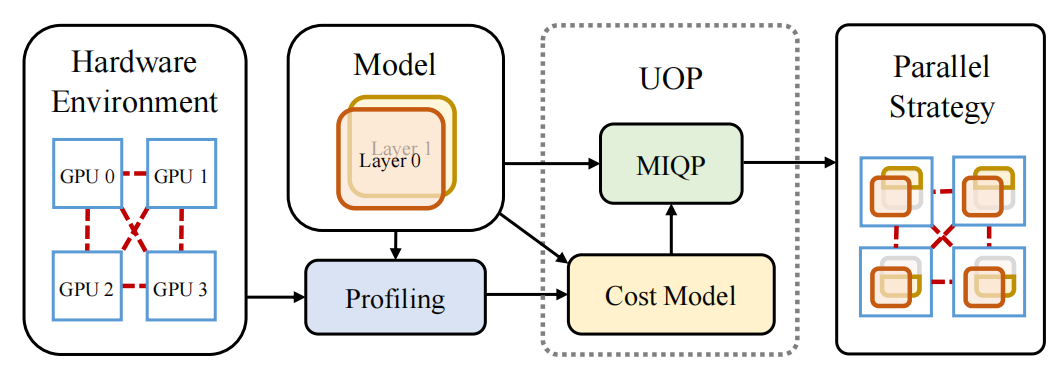 Hardware
Environment
GPU 0
GPU 1
GPU 2
GPU 3
Model
Layer 1
Layer 0
Profiling
UOP
MIQP
Cost Model
Parallel
Strategy